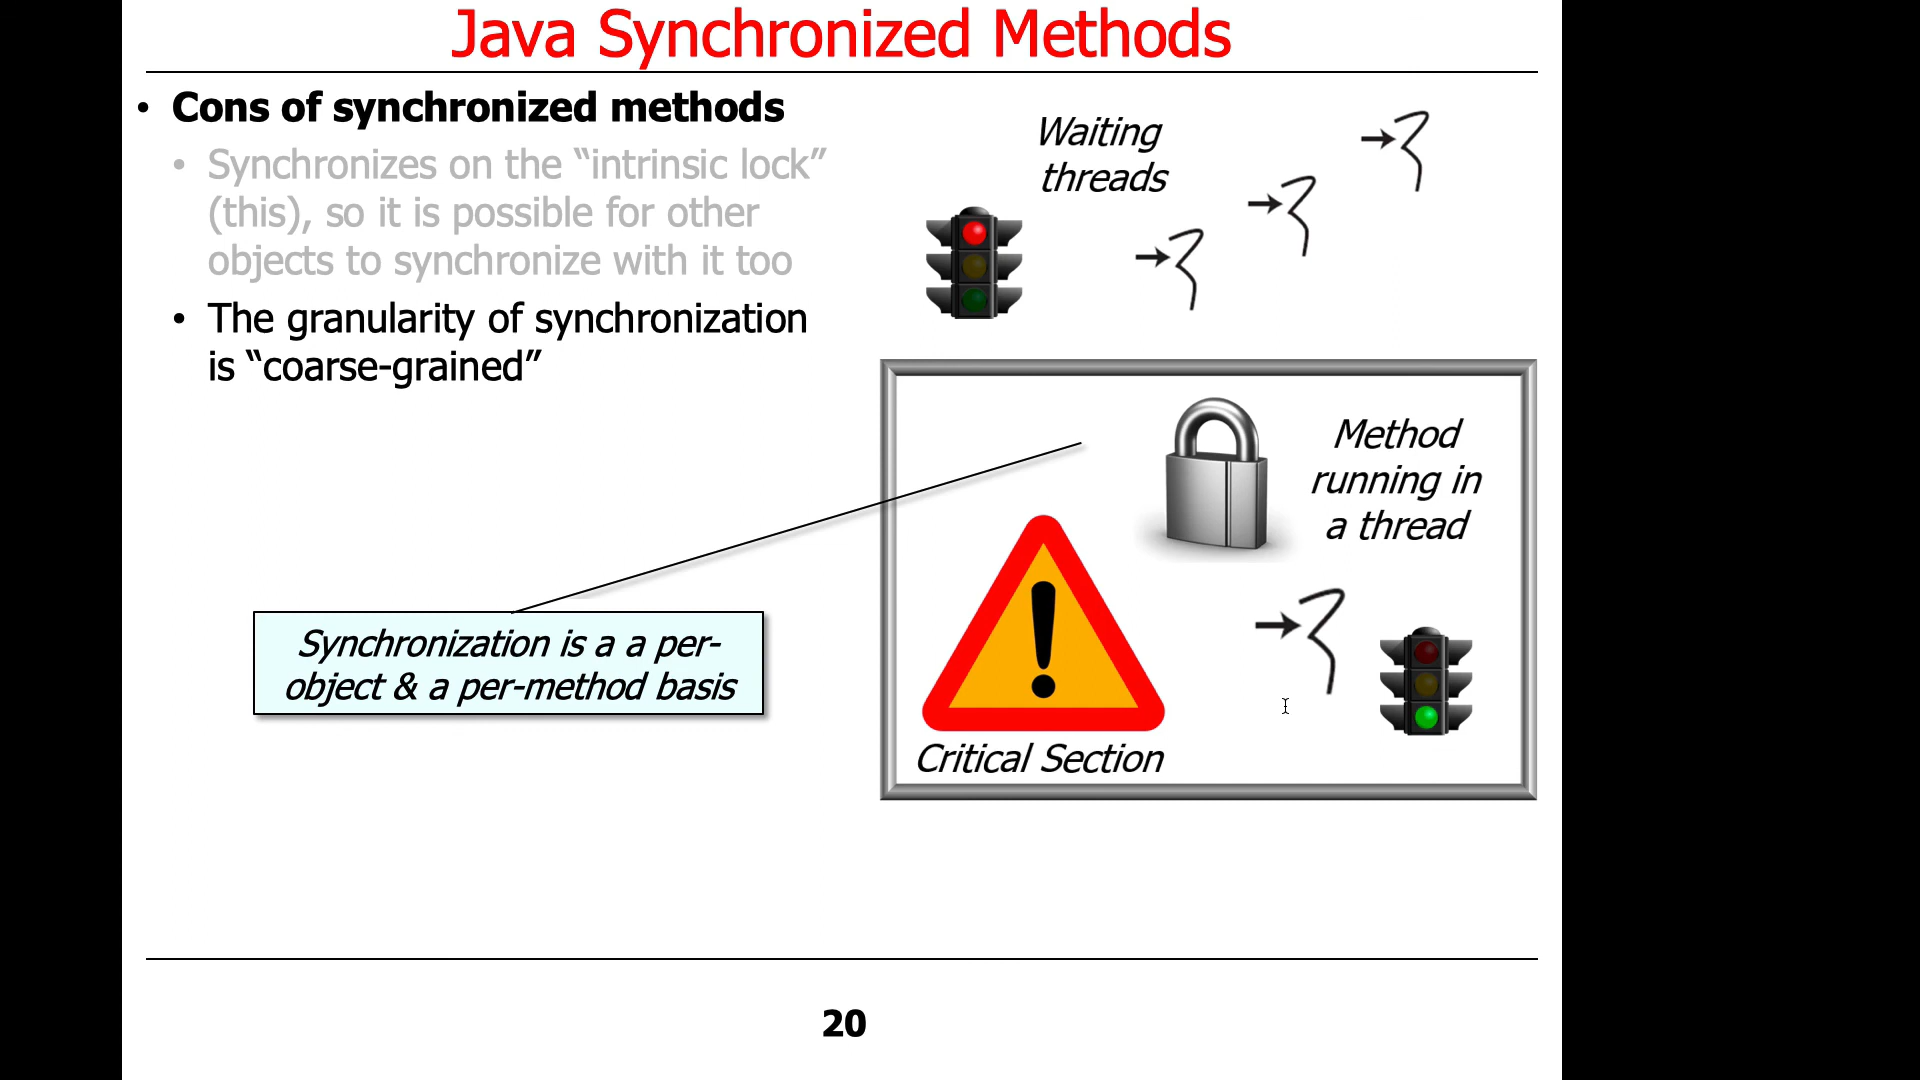 Java Synchronized Methods
• Cons of synchronized methods
• Synchronizes on the “intrinsic lock”
(this), so it is possible for other
objects to synchronize with it too
• The granularity of synchronization
is “coarse-grained”
Waiting
threads
Method
running in
a thread
Synchronization is a a per-
object & a per-method basis
Critical Section
20